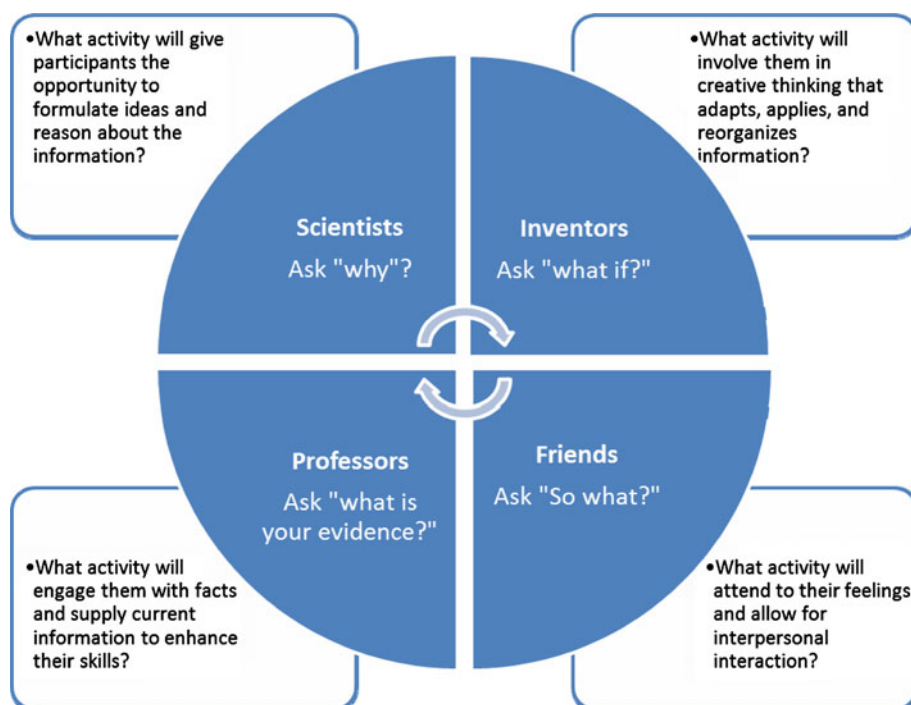 •What activity will give
participants the
opportunity to
formulate ideas and
reason about the
information?
•What activity will
involve them in
creative thinking that
adapts, applies, and
reorganizes
information?
Scientists
Ask "why"?
Inventors
Ask "what if?"
Professors
Ask "what is
your evidence?"
Friends
Ask "So what?"
•What activity will
engage them with facts
and supply current
information to enhance
their skills?
•What activity will
attend to their feelings
and allow for
interpersonal
interaction?